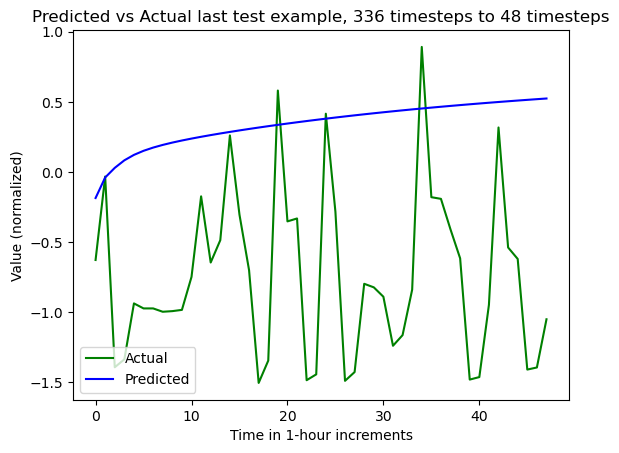 Predicted vs Actual last test example, 336 timesteps to 48 timesteps
1.0
0.5
0.0
−0.5
−1.0
−1.5
Value (normalized)
Actual
Predicted
0 10 20 30 40
Time in 1-hour increments